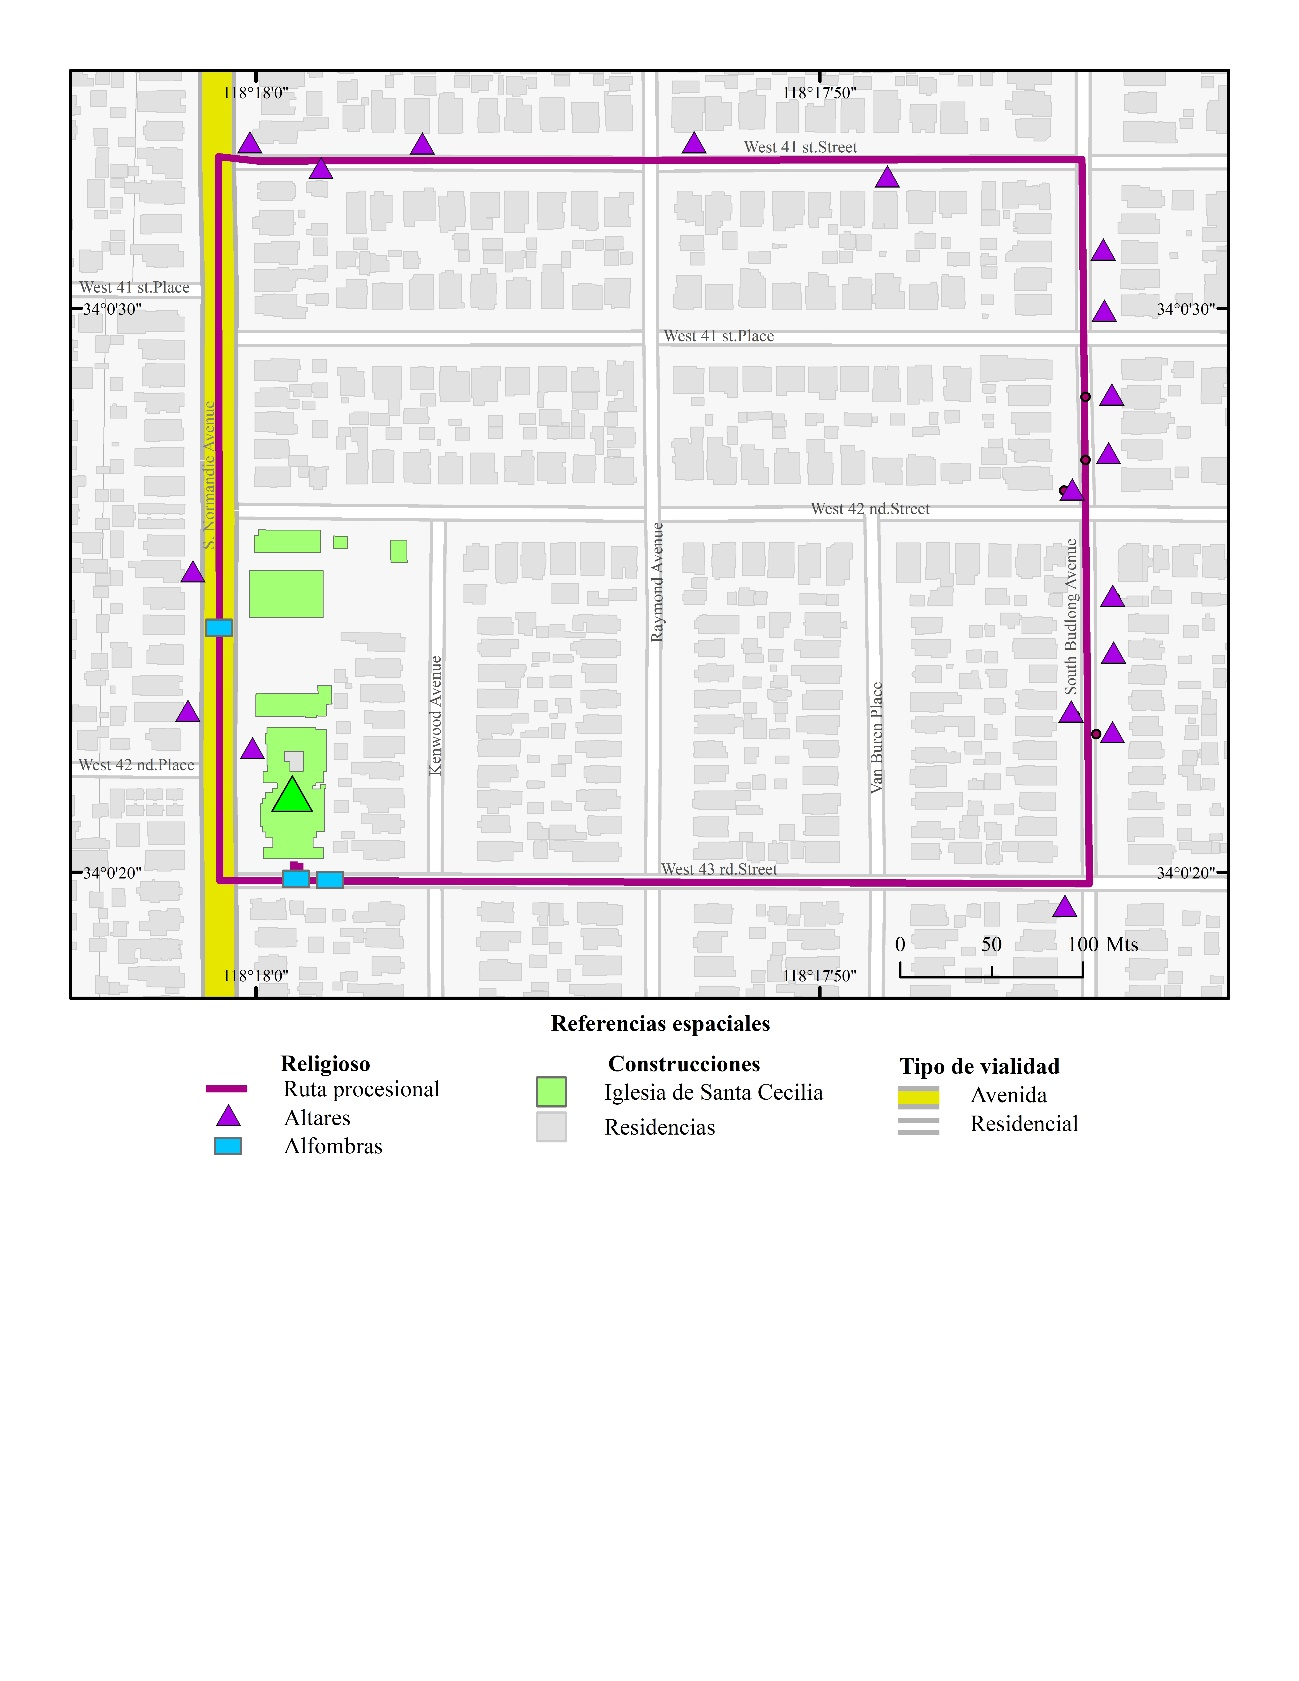 118°18'0" 118°17'50"
West 41 st.Street
West 41 st.Place
34°0'30" 34°0'30"
West 41 st.Place
S. Normandie Avenue
West 42 nd.Street
Raymond Avenue
South Budlong Avenue
Kenwood Avenue
Van Buren Place
West 42 nd.Place
West 43 rd.Street
34°0'20" 34°0'20"
0 50 100 Mts
118°18'0" 118°17'50"
Referencias espaciales
Religioso
Ruta procesional
Altares
Alfombras
Construcciones
Iglesia de Santa Cecilia
Residencias
Tipo de vialidad
Avenida
Residencial